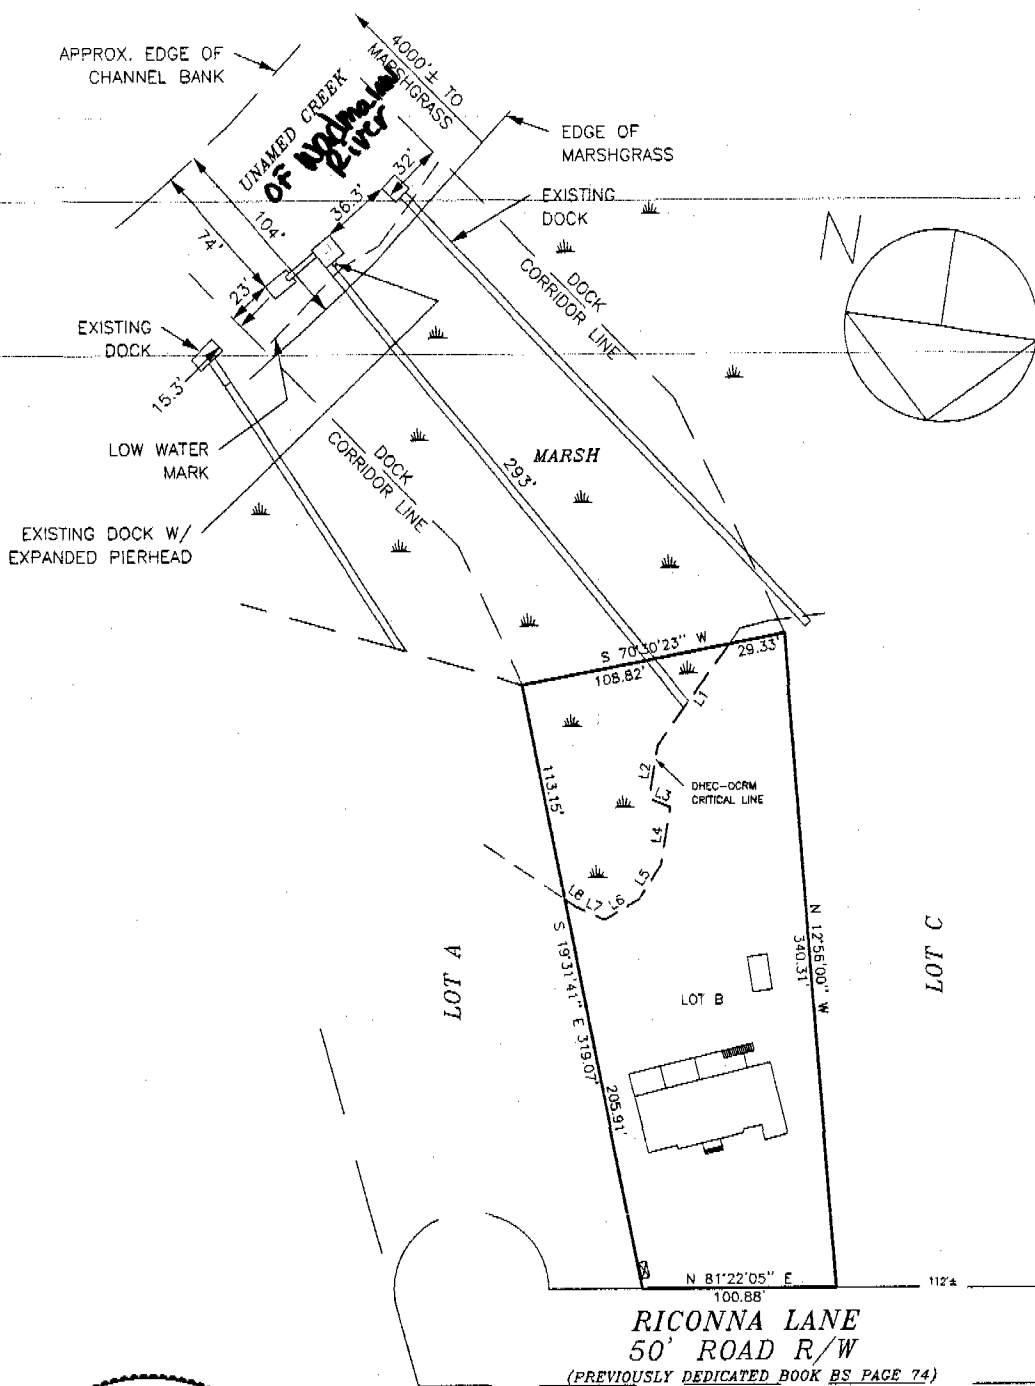 APPROX. EDGE OF
CHANNEL BANK
4000'± TO
MARSHGRASS
UNAMED CREEK
OF Wadmalaw
River
EDGE OF
MARSHGRASS
32'
EXISTING
DOCK
36.3'
104'
74'
23'
N
DOCK
CORRIDOR LINE
EXISTING
DOCK
15.3'
LOW WATER
MARK
DOCK
CORRIDOR LINE
MARSH
293'
EXISTING DOCK W/
EXPANDED PIERHEAD
S 70°30'23" W
108.82'
29.33'
L1
113.15'
L2
DHEC-OCRM
CRITICAL LINE
L3
L4
L5
L6
L7
L8
S 19°31'41" E 319.07'
205.91'
N 12°56'00" W
340.31'
LOT A
LOT B
LOT C
N 81°22'05" E
100.88'
112'±
RICONNA LANE
50' ROAD R/W
(PREVIOUSLY DEDICATED BOOK BS PAGE 74)